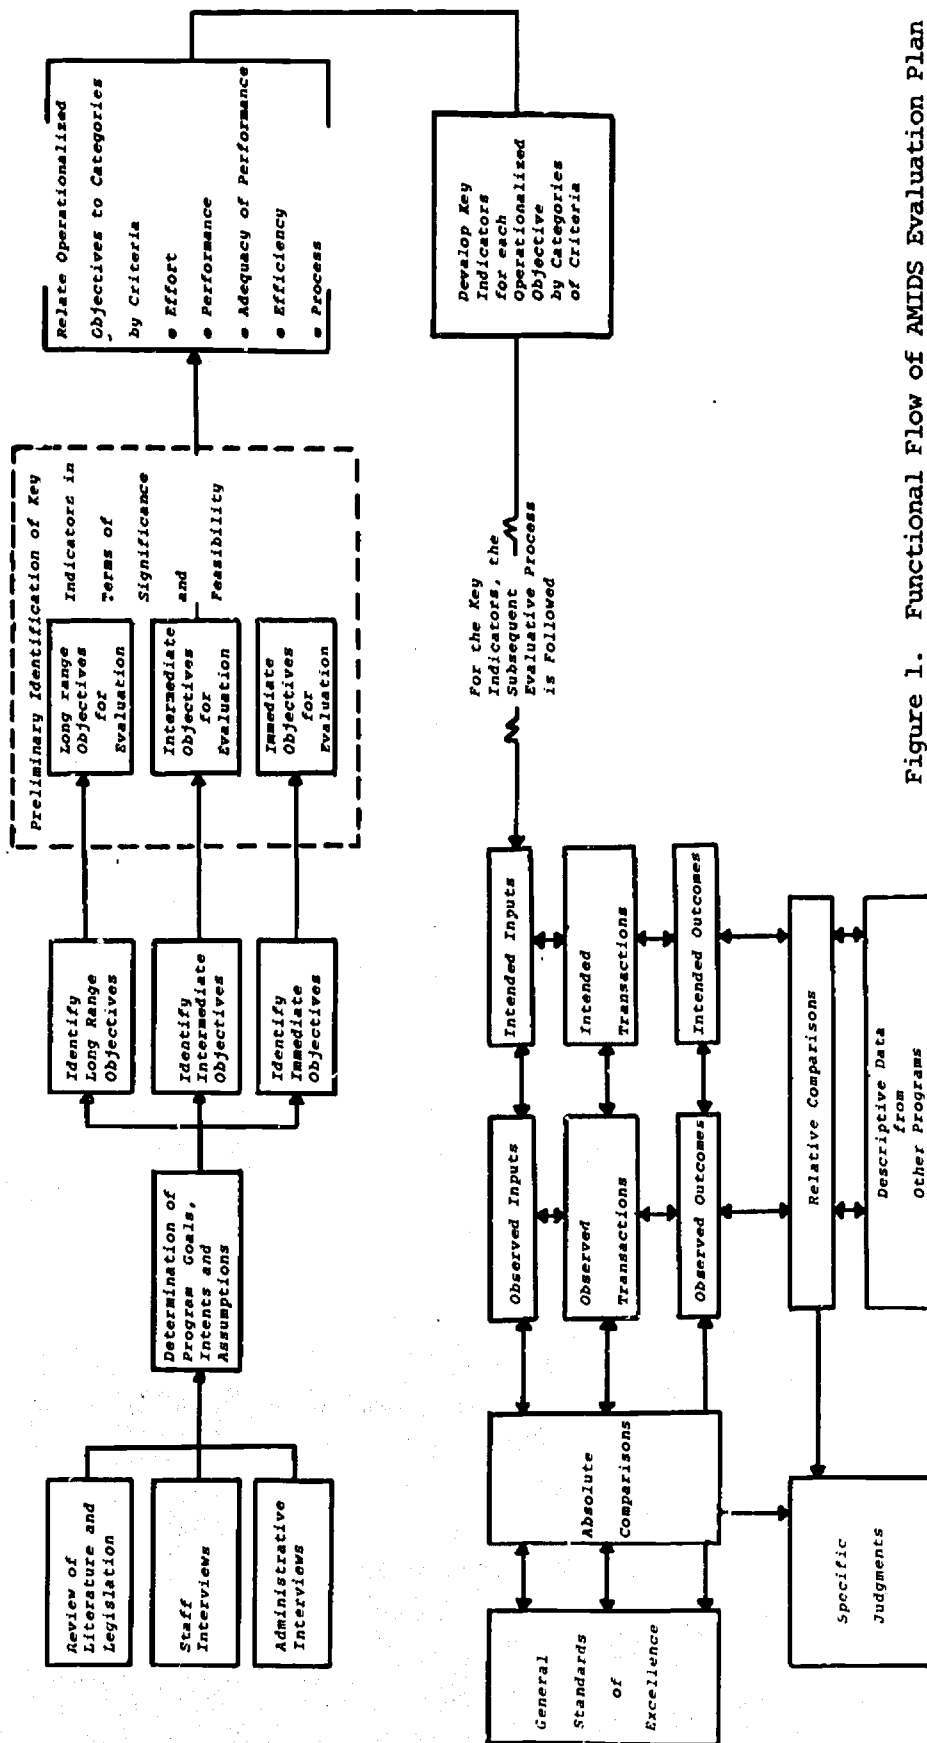 Review of
Literature and
Legislation
Staff
Interviews
Administrative
Interviews
Determination of
Program Goals,
Intents and
Assumptions
Identify
Long Range
Objectives
Identify
Intermediate
Objectives
Identify
Immediate
Objectives
Preliminary Identification of Key
Indicators in
Terms of
Significance
and
Feasibility
Long range
Objectives
for
Evaluation
Intermediate
Objectives
for
Evaluation
Immediate
Objectives
for
Evaluation
Relate Operationalized
Objectives to Categories
by Criteria
● Effort
● Performance
● Adequacy of Performance
● Efficiency
● Process
Devalop Key
Indicators
for each
Operationalized
Objective
by Categories
of Criteria
For the Key
Indicators, the
Subsequent
Evaluative Process
is Followed
General
Standards
of
Excellence
Absolute
Comparisons
Observed Inputs
Observed
Transactions
Observed Outcomes
Intended Inputs
Intended
Transactions
Intended Outcomes
Specific
Judgments
Relative Comparisons
Descriptive Data
from
Other Programs
Figure 1. Functional Flow of AMIDS Evaluation Plan